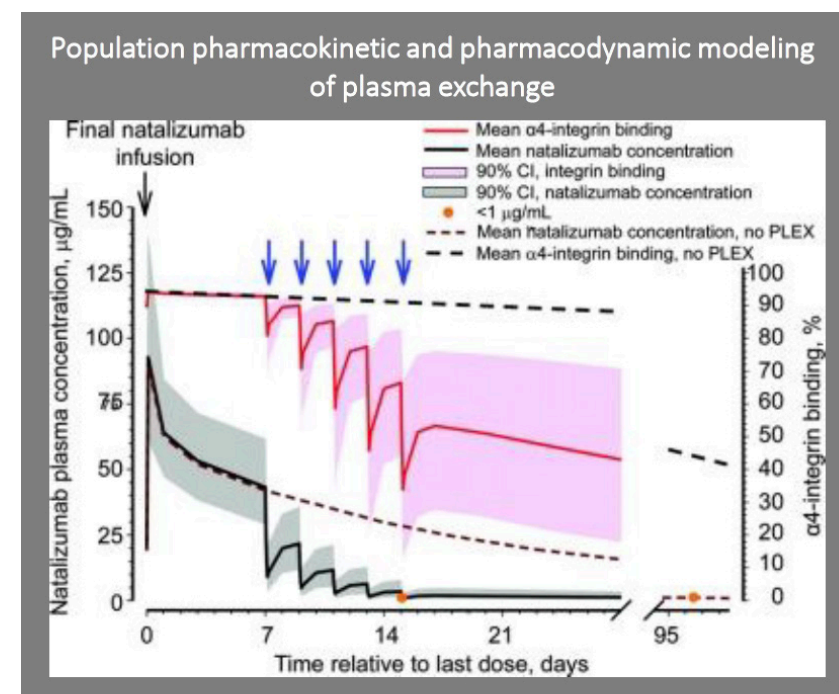 Population pharmacokinetic and pharmacodynamic modeling
of plasma exchange
Final natalizumab
infusion
Mean α4-integrin binding
Mean natalizumab concentration
90% CI, integrin binding
90% CI, natalizumab concentration
<1 µg/mL
Mean natalizumab concentration, no PLEX
Mean α4-integrin binding, no PLEX
Natalizumab plasma concentration, µg/mL
150
125
100
75
50
25
0
100
90
80
70
60
50
40
30
20
10
0
α4-integrin binding, %
0 7 14 21 95
Time relative to last dose, days